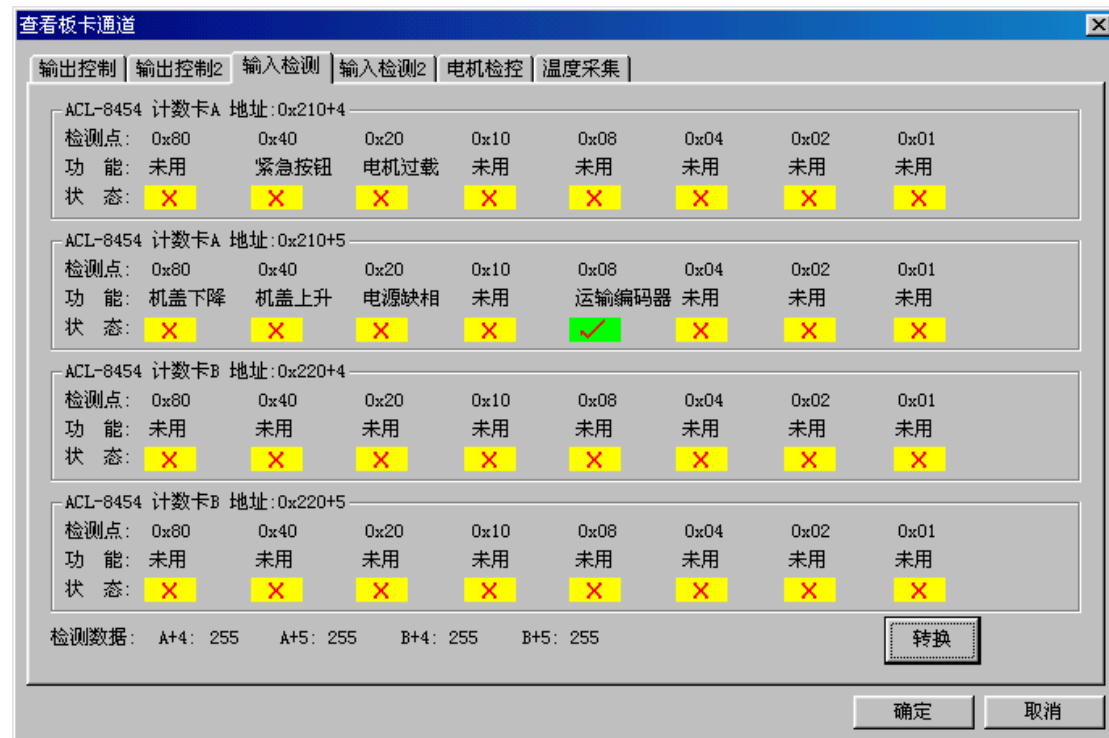 查看板卡通道
输出控制 输出控制2 输入检测 输入检测2 电机检控 温度采集
ACL-8454 计数卡A 地址:0x210+4
检测点: 0x80 0x40 0x20 0x10 0x08 0x04 0x02 0x01
功 能: 未用 紧急按钮 电机过载 未用 未用 未用 未用 未用
状 态:
ACL-8454 计数卡A 地址:0x210+5
检测点: 0x80 0x40 0x20 0x10 0x08 0x04 0x02 0x01
功 能: 机盖下降 机盖上升 电源缺相 未用 运输编码器 未用 未用 未用
状 态:
ACL-8454 计数卡B 地址:0x220+4
检测点: 0x80 0x40 0x20 0x10 0x08 0x04 0x02 0x01
功 能: 未用 未用 未用 未用 未用 未用 未用 未用
状 态:
ACL-8454 计数卡B 地址:0x220+5
检测点: 0x80 0x40 0x20 0x10 0x08 0x04 0x02 0x01
功 能: 未用 未用 未用 未用 未用 未用 未用 未用
状 态:
检测数据: A+4: 255 A+5: 255 B+4: 255 B+5: 255 转换
确定 取消